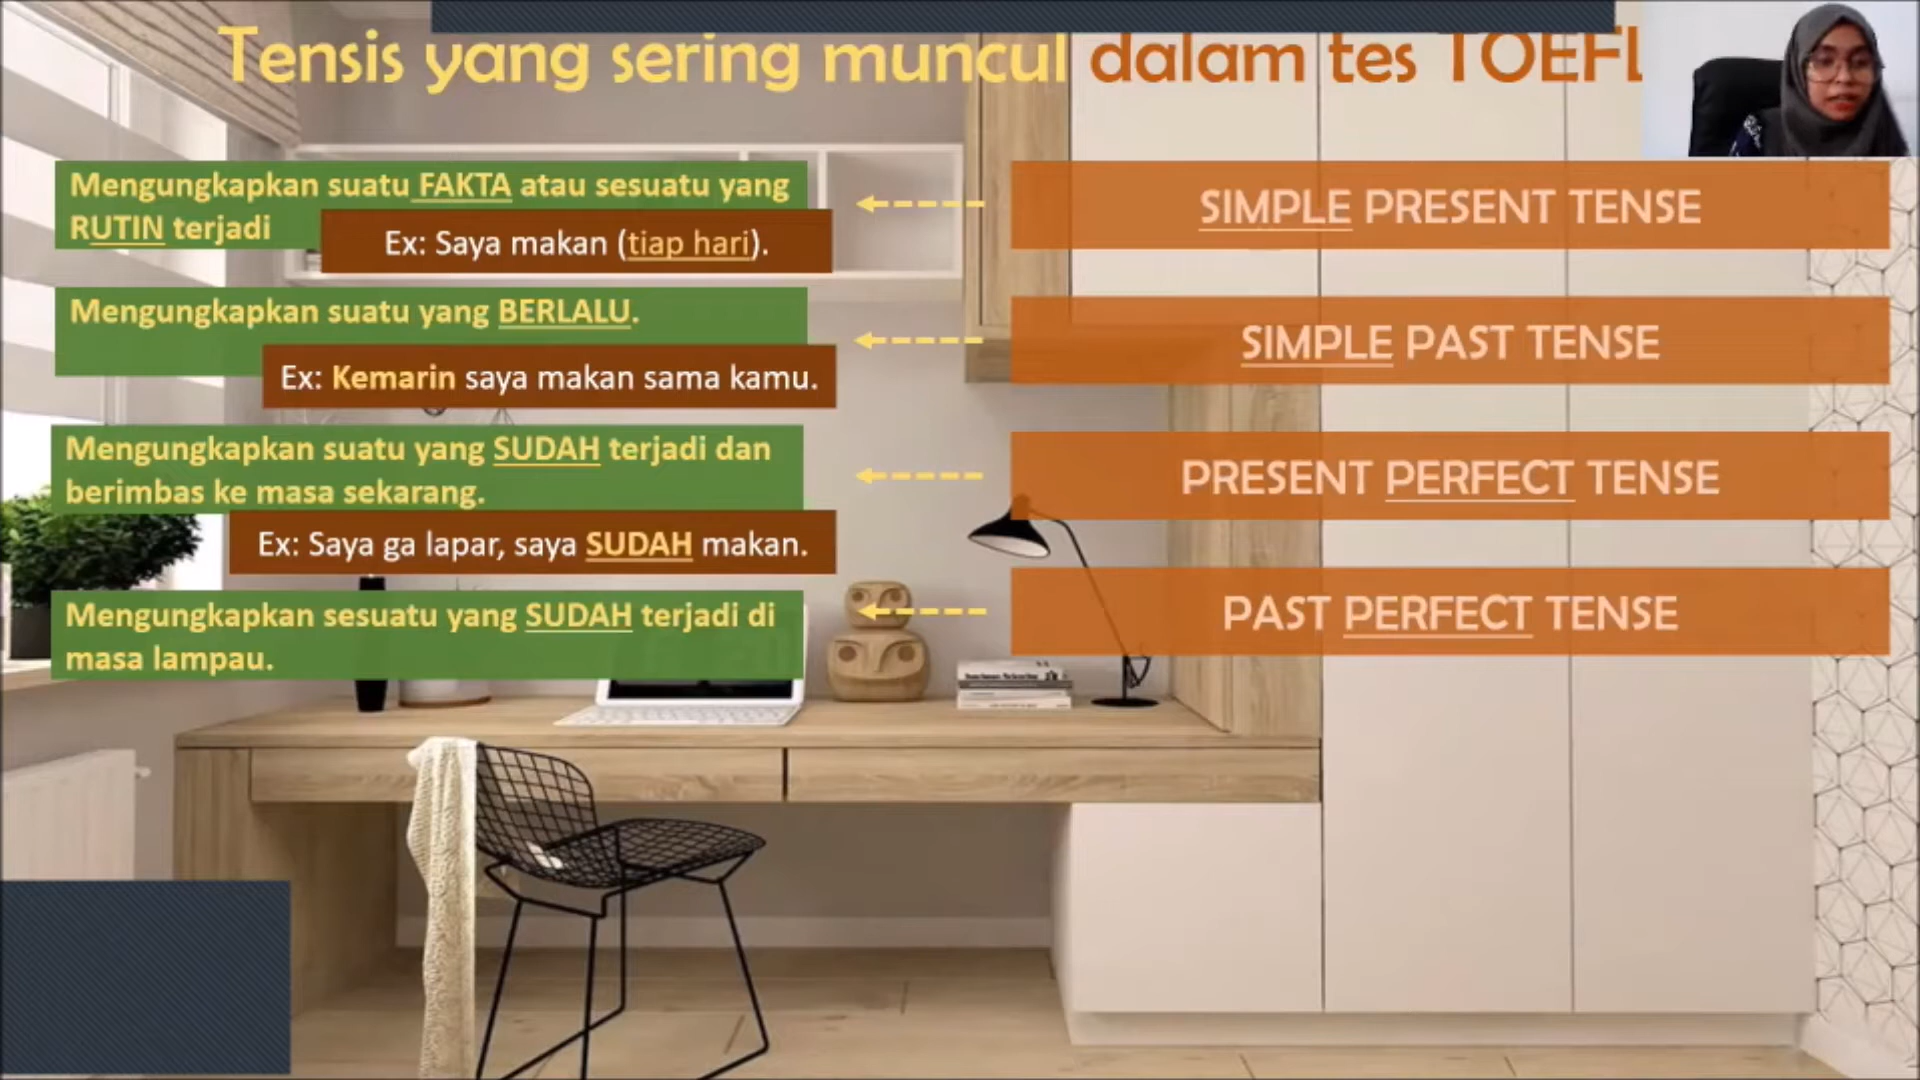 Tensis yang sering muncul dalam tes TOEFL
Mengungkapkan suatu FAKTA atau sesuatu yang
RUTIN terjadi
Ex: Saya makan (tiap hari).
SIMPLE PRESENT TENSE
Mengungkapkan suatu yang BERLALU.
Ex: Kemarin saya makan sama kamu.
SIMPLE PAST TENSE
Mengungkapkan suatu yang SUDAH terjadi dan
berimbas ke masa sekarang.
Ex: Saya ga lapar, saya SUDAH makan.
PRESENT PERFECT TENSE
Mengungkapkan sesuatu yang SUDAH terjadi di
masa lampau.
PAST PERFECT TENSE